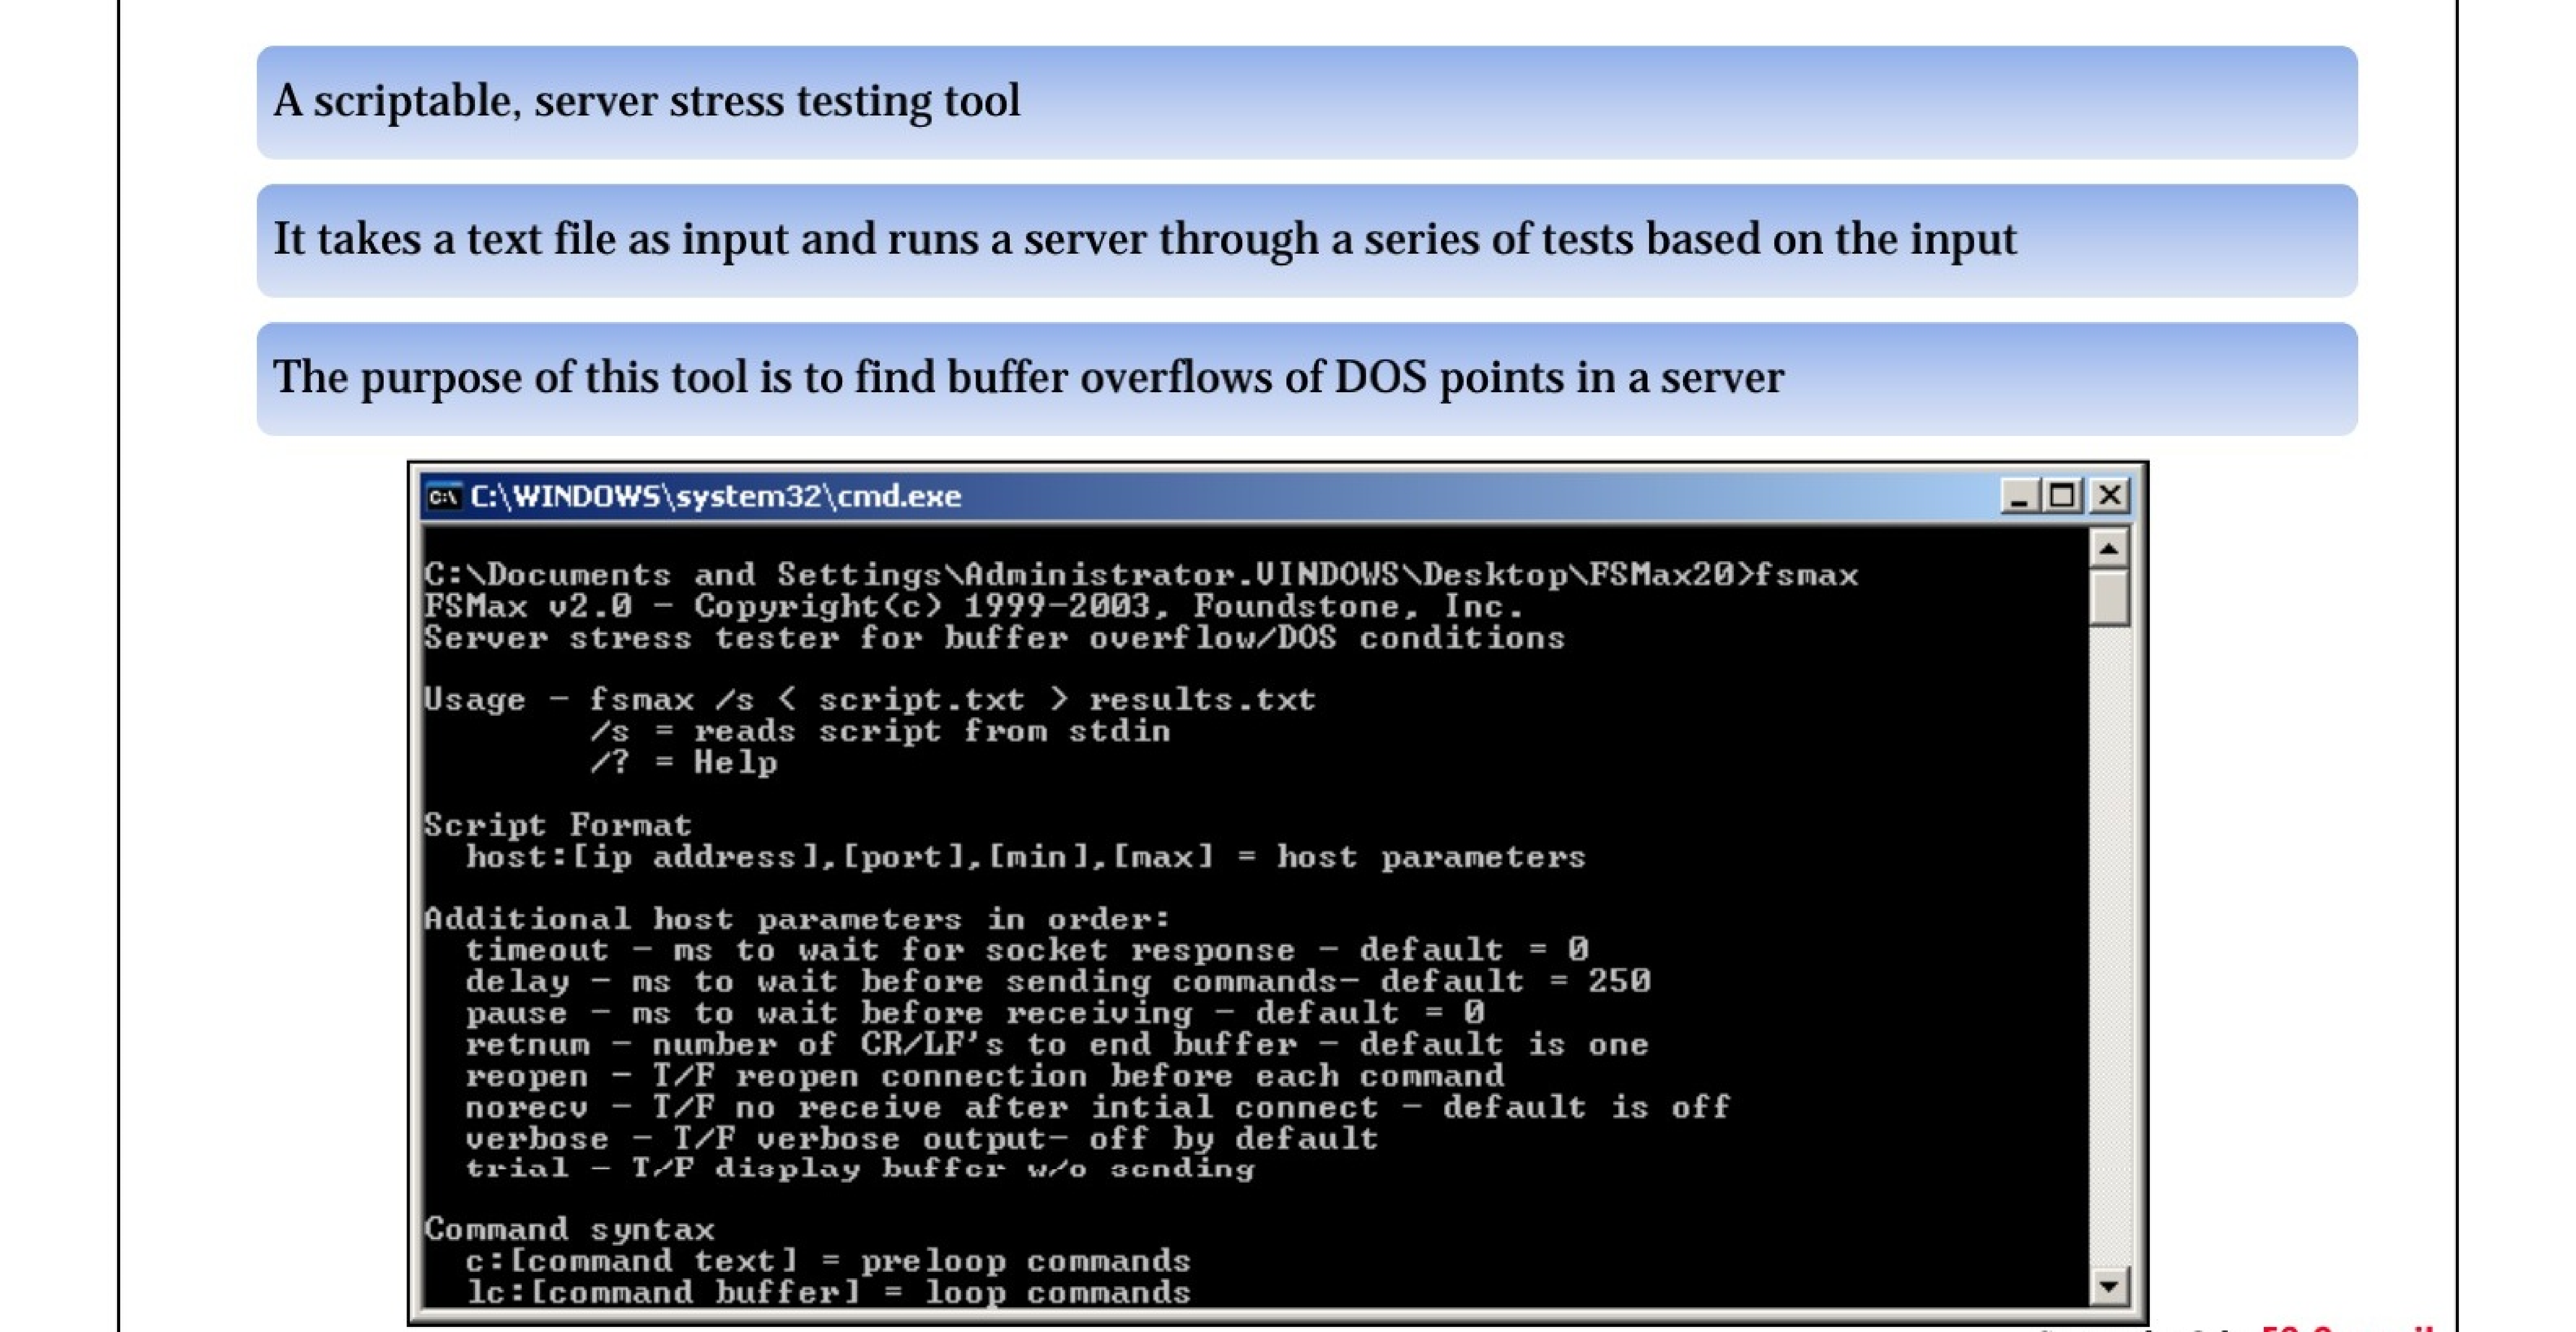 A scriptable, server stress testing tool
It takes a text file as input and runs a server through a series of tests based on the input
The purpose of this tool is to find buffer overflows of DOS points in a server
C:\WINDOWS\system32\cmd.exe
C:\Documents and Settings\Administrator.VINDOWS\Desktop\FSMax20>fsmax
FSMax v2.0 - Copyright(c) 1999-2003, Foundstone, Inc.
Server stress tester for buffer overflow/DOS conditions
Usage - fsmax /s < script.txt > results.txt
/s = reads script from stdin
/? = Help
Script Format
host:[ip address],[port],[min],[max] = host parameters
Additional host parameters in order:
timeout - ms to wait for socket response - default = 0
delay - ms to wait before sending commands- default = 250
pause - ms to wait before receiving - default = 0
retnum - number of CR/LF's to end buffer - default is one
reopen - T/F reopen connection before each command
norecv - T/F no receive after intial connect - default is off
verbose - T/F verbose output- off by default
trial - T/F display buffer w/o sending
Command syntax
c:[command text] = preloop commands
lc:[command buffer] = loop commands